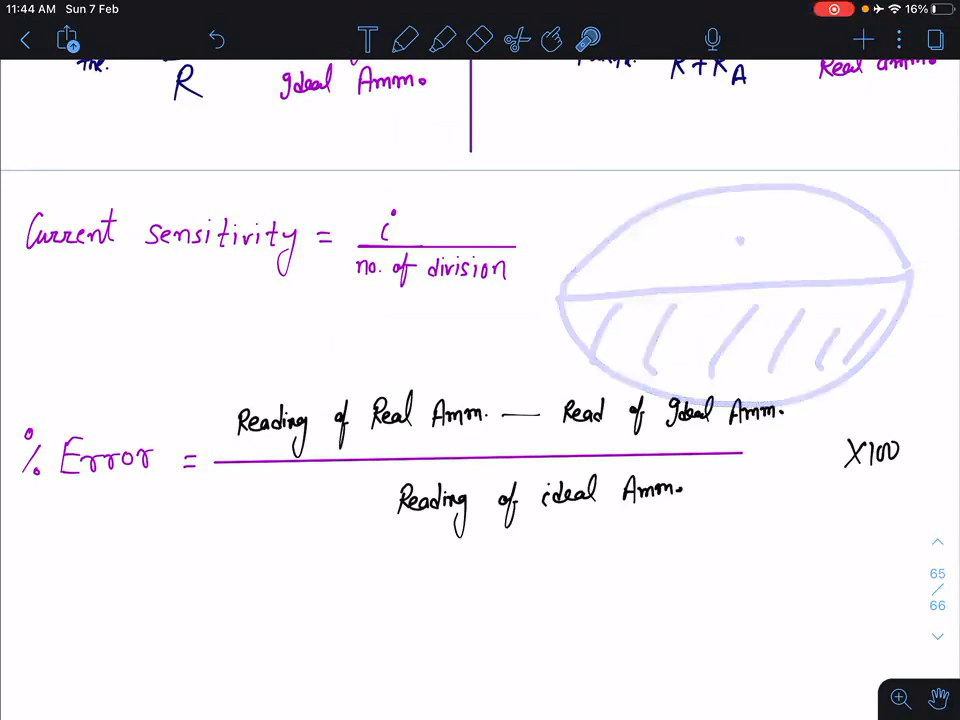 11:44 AM Sun 7 Feb
16%
R
Ideal Amm.
R + R_A
Real amm.
Current sensitivity = i / no. of division
% Error = Reading of Real Amm. — Read of Ideal Amm. / Reading of ideal Amm. X100
65
/
66